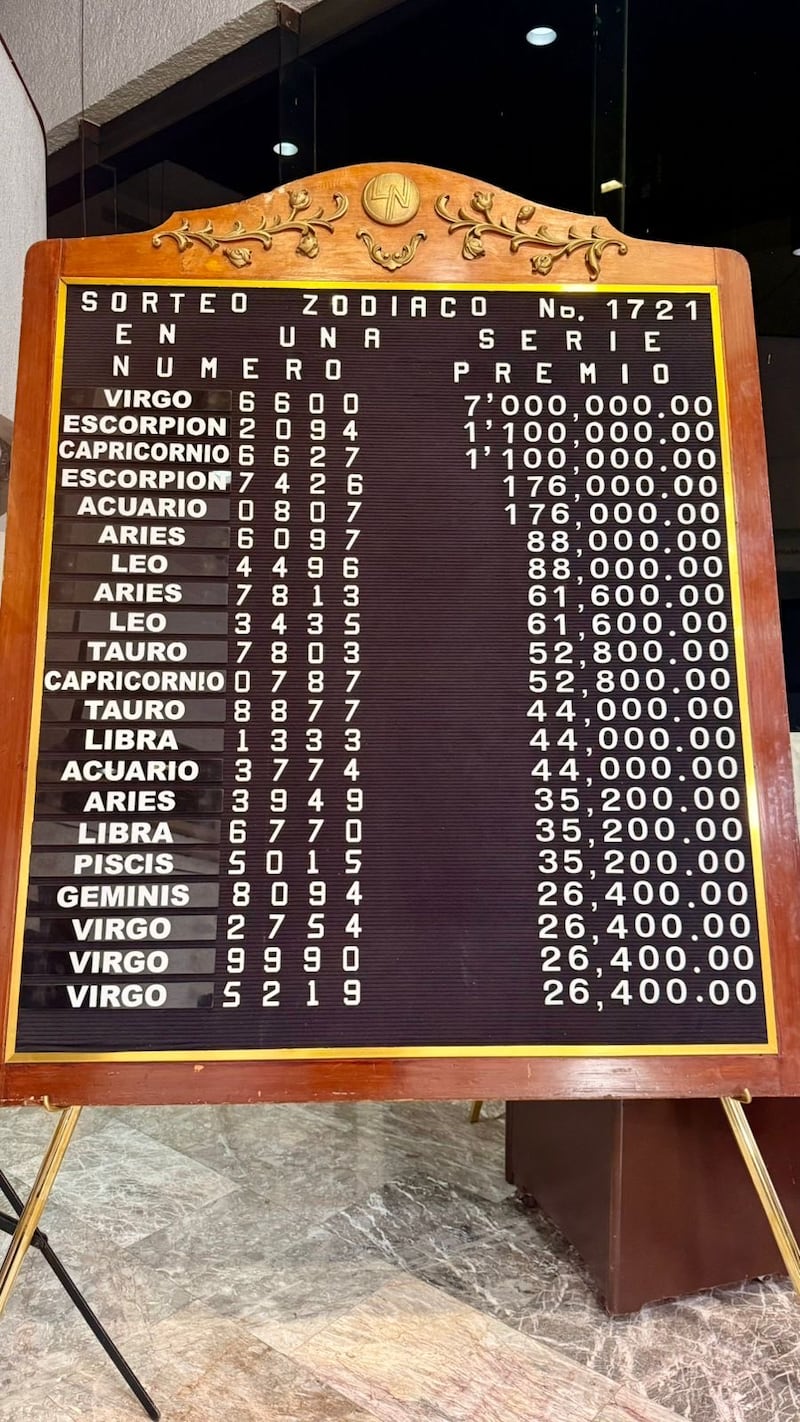 LN
SORTEO ZODIACO No. 1721
EN UNA SERIE
NUMERO PREMIO
VIRGO 6600 7'000,000.00
ESCORPION 2094 1'100,000.00
CAPRICORNIO 6627 1'100,000.00
ESCORPION 7426 176,000.00
ACUARIO 0807 176,000.00
ARIES 6097 88,000.00
LEO 4496 88,000.00
ARIES 7813 61,600.00
LEO 3435 61,600.00
TAURO 7803 52,800.00
CAPRICORNIO 0787 52,800.00
TAURO 8877 44,000.00
LIBRA 1333 44,000.00
ACUARIO 3774 44,000.00
ARIES 3949 35,200.00
LIBRA 6770 35,200.00
PISCIS 5015 35,200.00
GEMINIS 8094 26,400.00
VIRGO 2754 26,400.00
VIRGO 9990 26,400.00
VIRGO 5219 26,400.00